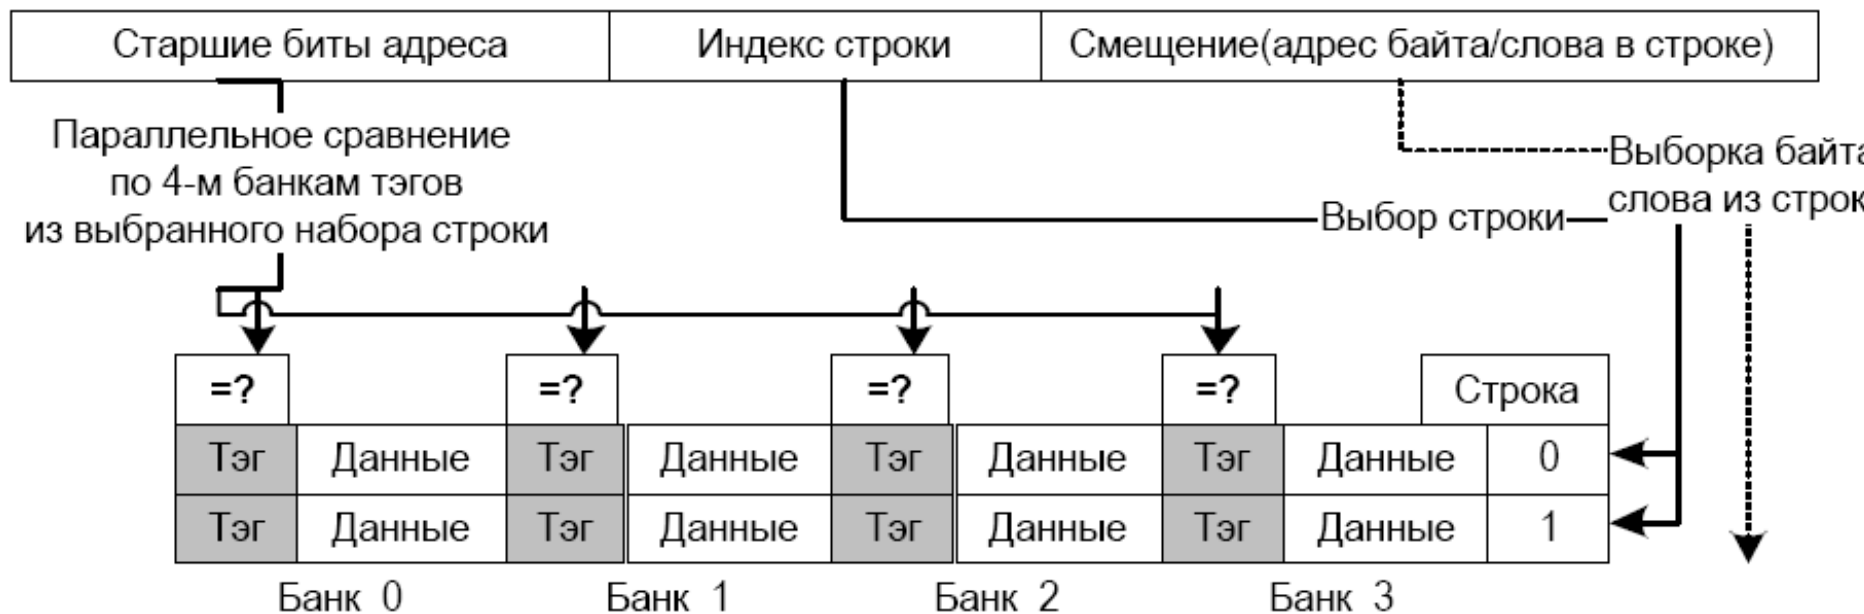 Старшие биты адреса Индекс строки Смещение(адрес байта/слова в строке)
Параллельное сравнение
по 4-м банкам тэгов
из выбранного набора строки
Выборка байта
слова из строк
Выбор строки
=? =? =? =? Строка
Тэг Данные Тэг Данные Тэг Данные Тэг Данные 0
Тэг Данные Тэг Данные Тэг Данные Тэг Данные 1
Банк 0 Банк 1 Банк 2 Банк 3